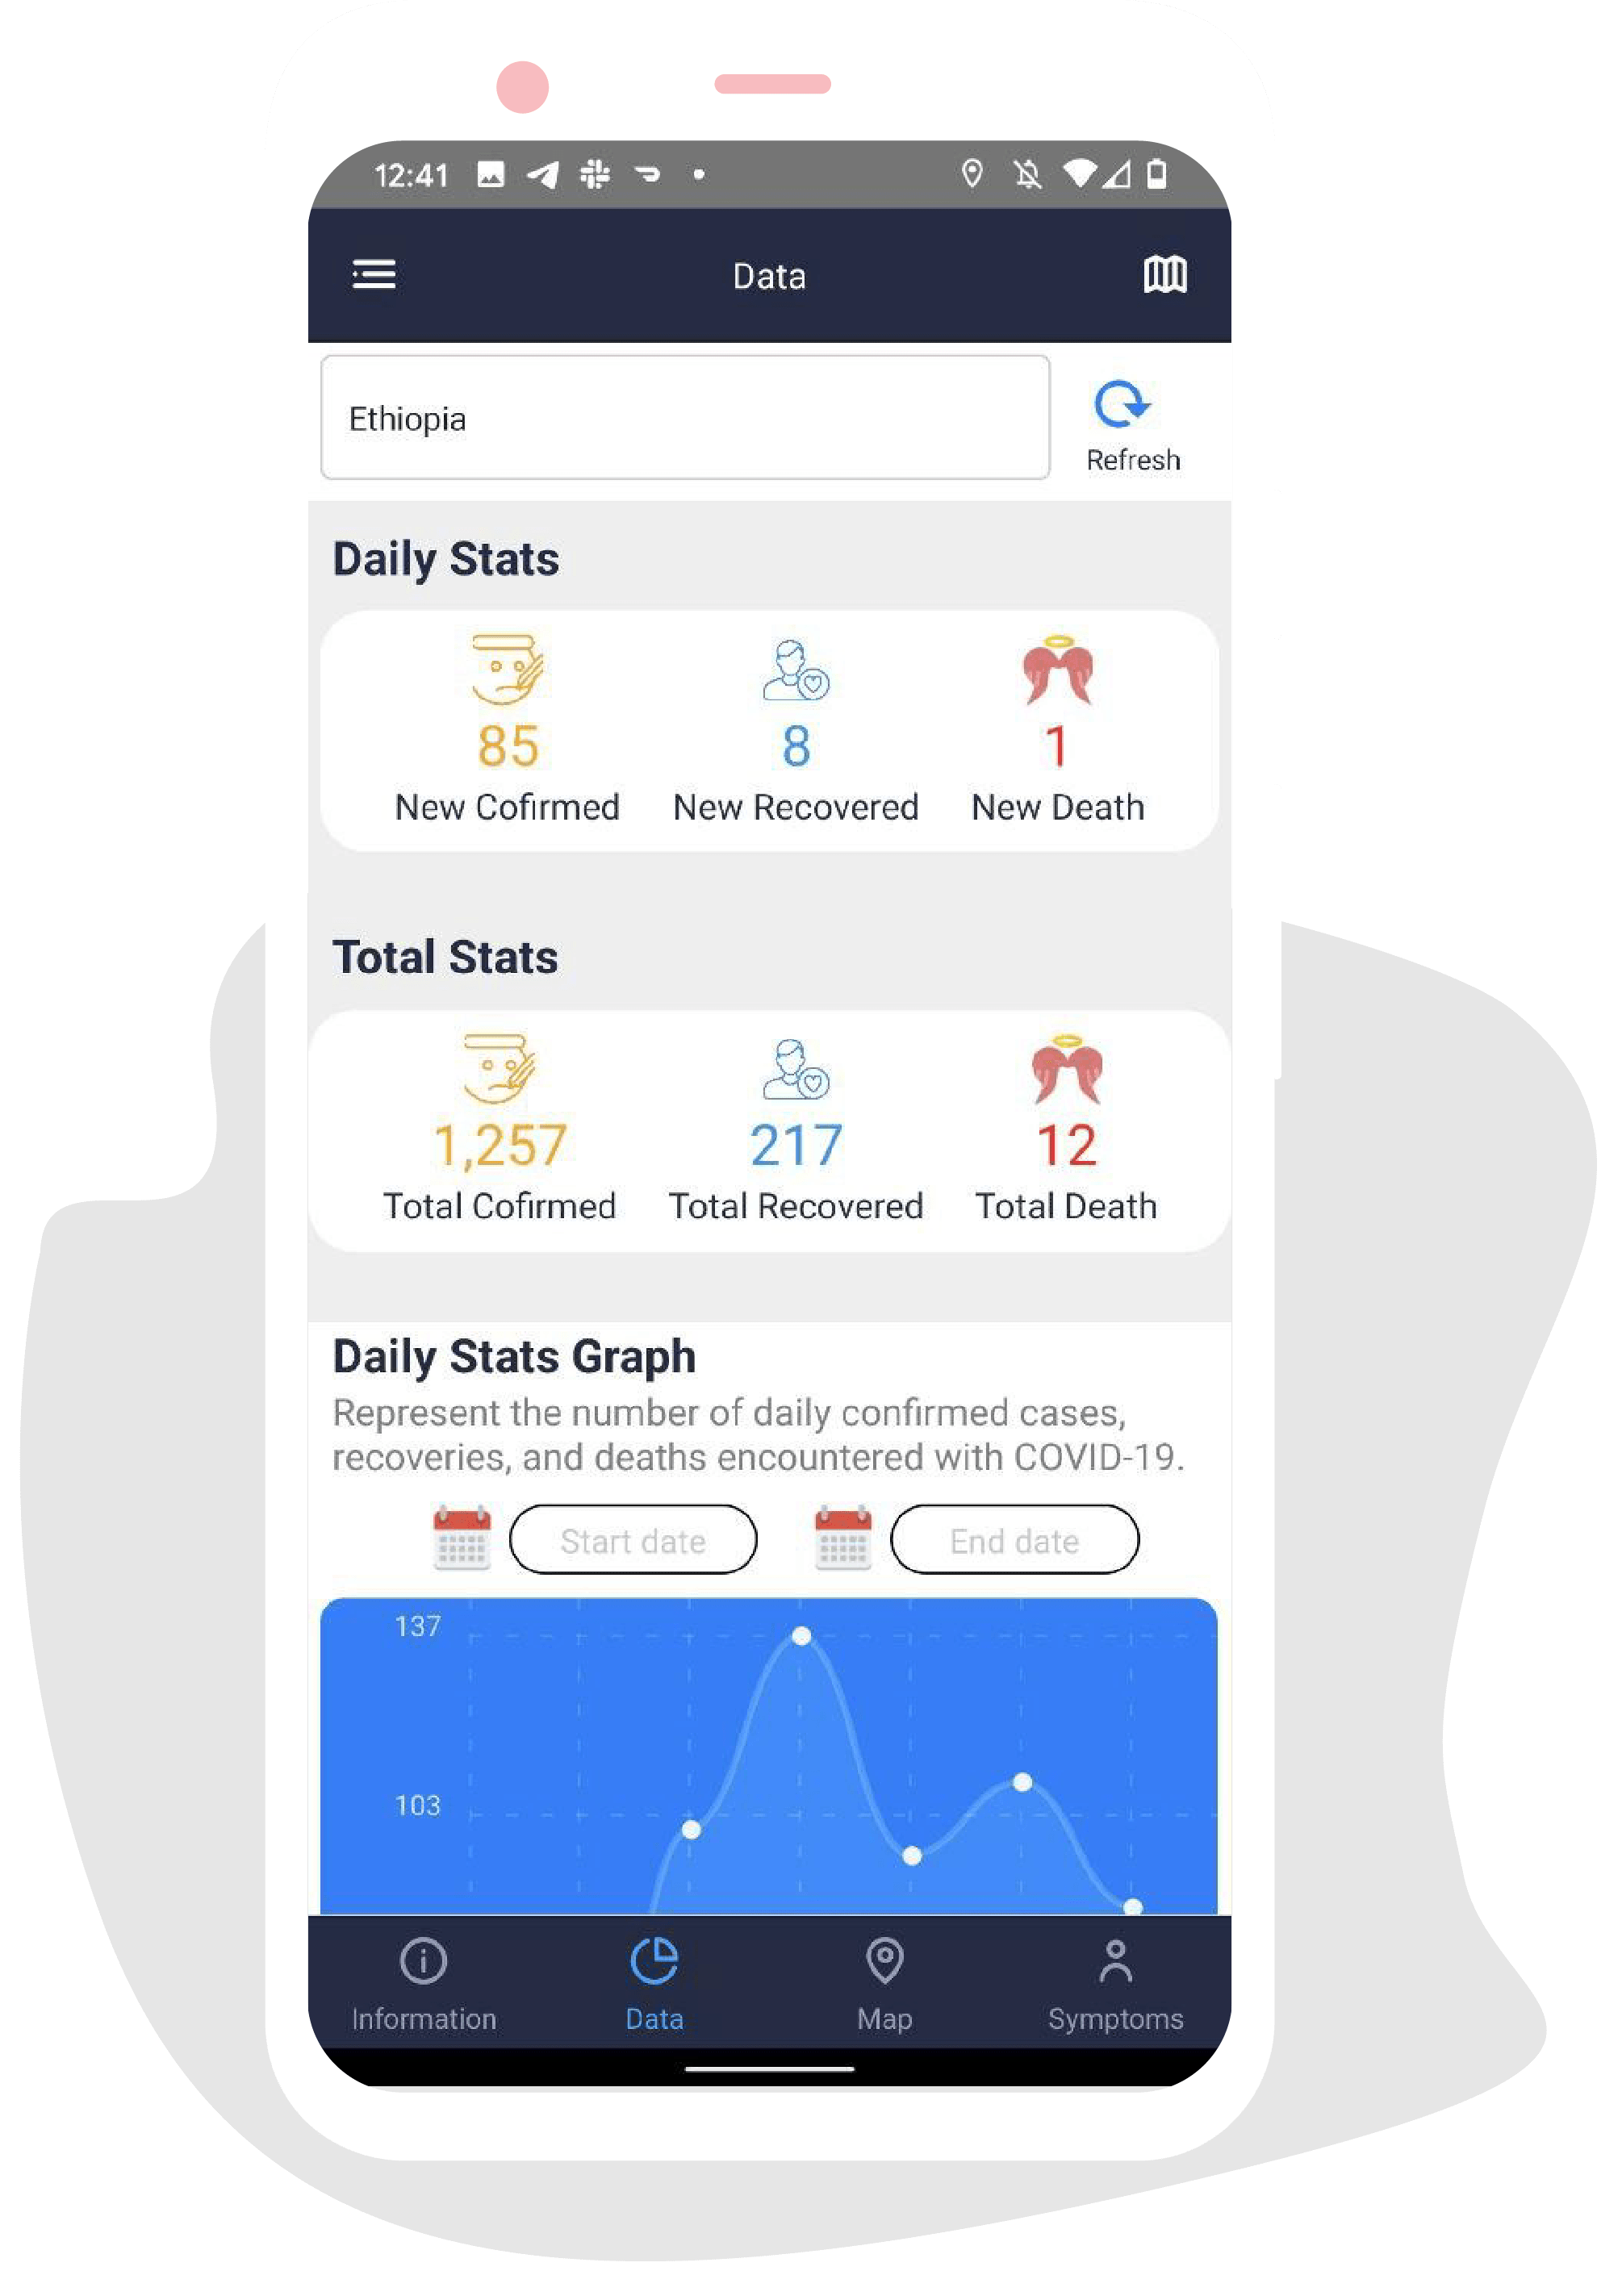 12:41
Data
Ethiopia
Refresh
Daily Stats
85 8 1
New Cofirmed New Recovered New Death
Total Stats
1,257 217 12
Total Cofirmed Total Recovered Total Death
Daily Stats Graph
Represent the number of daily confirmed cases,
recoveries, and deaths encountered with COVID-19.
Start date End date
137
103
Information Data Map Symptoms